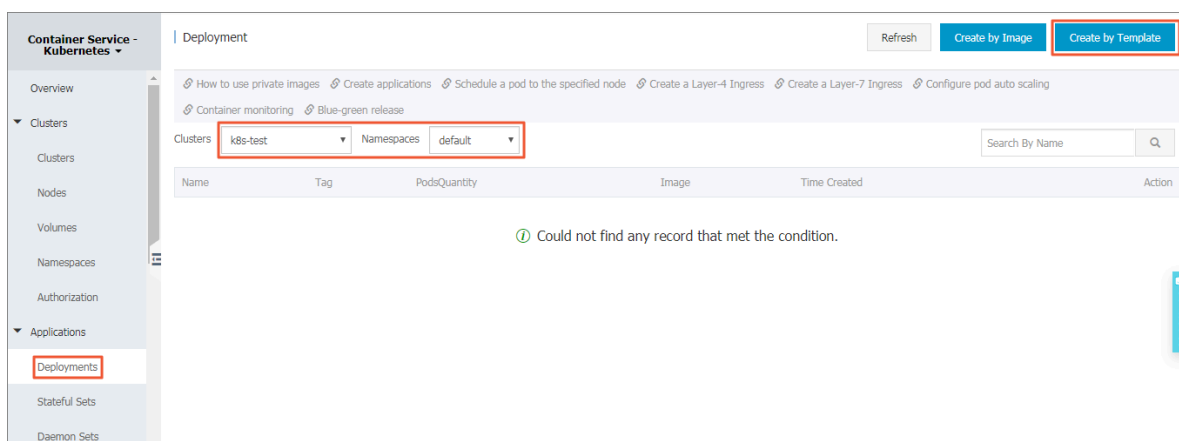 Container Service -
Kubernetes
Overview
Clusters
Clusters
Nodes
Volumes
Namespaces
Authorization
Applications
Deployments
Stateful Sets
Daemon Sets
Deployment
Refresh
Create by Image
Create by Template
How to use private images Create applications Schedule a pod to the specified node Create a Layer-4 Ingress Create a Layer-7 Ingress Configure pod auto scaling
Container monitoring Blue-green release
Clusters k8s-test Namespaces default Search By Name
Name Tag PodsQuantity Image Time Created Action
Could not find any record that met the condition.